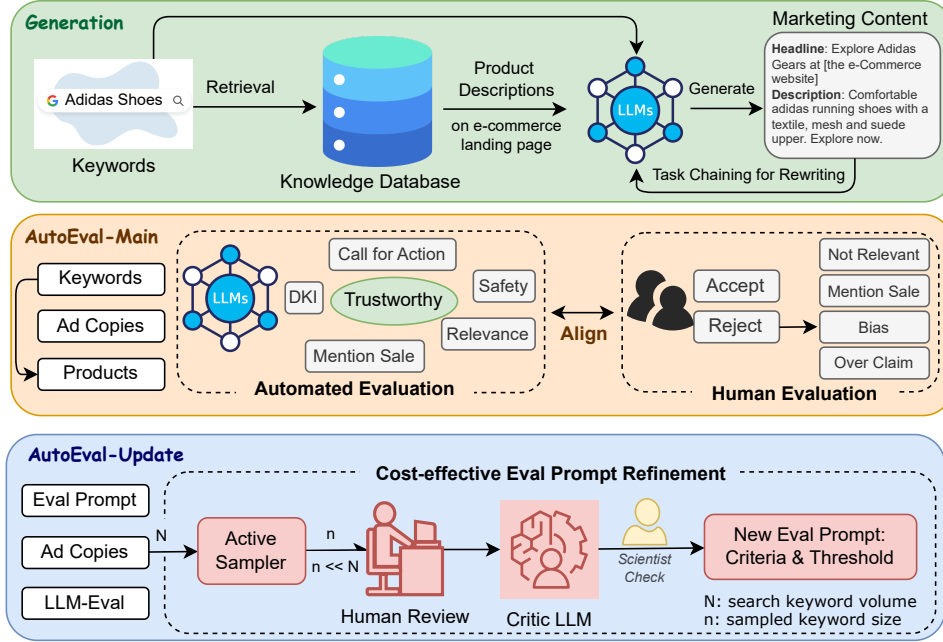 Generation
Marketing Content
Adidas Shoes
Keywords
Retrieval
Knowledge Database
Product
Descriptions
on e-commerce
landing page
LLMs
Generate
Headline: Explore Adidas
Gears at [the e-Commerce
website]
Description: Comfortable
adidas running shoes with a
textile, mesh and suede
upper. Explore now.
Task Chaining for Rewriting
AutoEval-Main
Keywords
Ad Copies
Products
LLMs
DKI
Call for Action
Trustworthy
Safety
Relevance
Mention Sale
Automated Evaluation
Align
Accept
Reject
Not Relevant
Mention Sale
Bias
Over Claim
Human Evaluation
AutoEval-Update
Cost-effective Eval Prompt Refinement
Eval Prompt
Ad Copies
LLM-Eval
N
Active
Sampler
n
n << N
Human Review
Critic LLM
Scientist
Check
New Eval Prompt:
Criteria & Threshold
N: search keyword volume
n: sampled keyword size